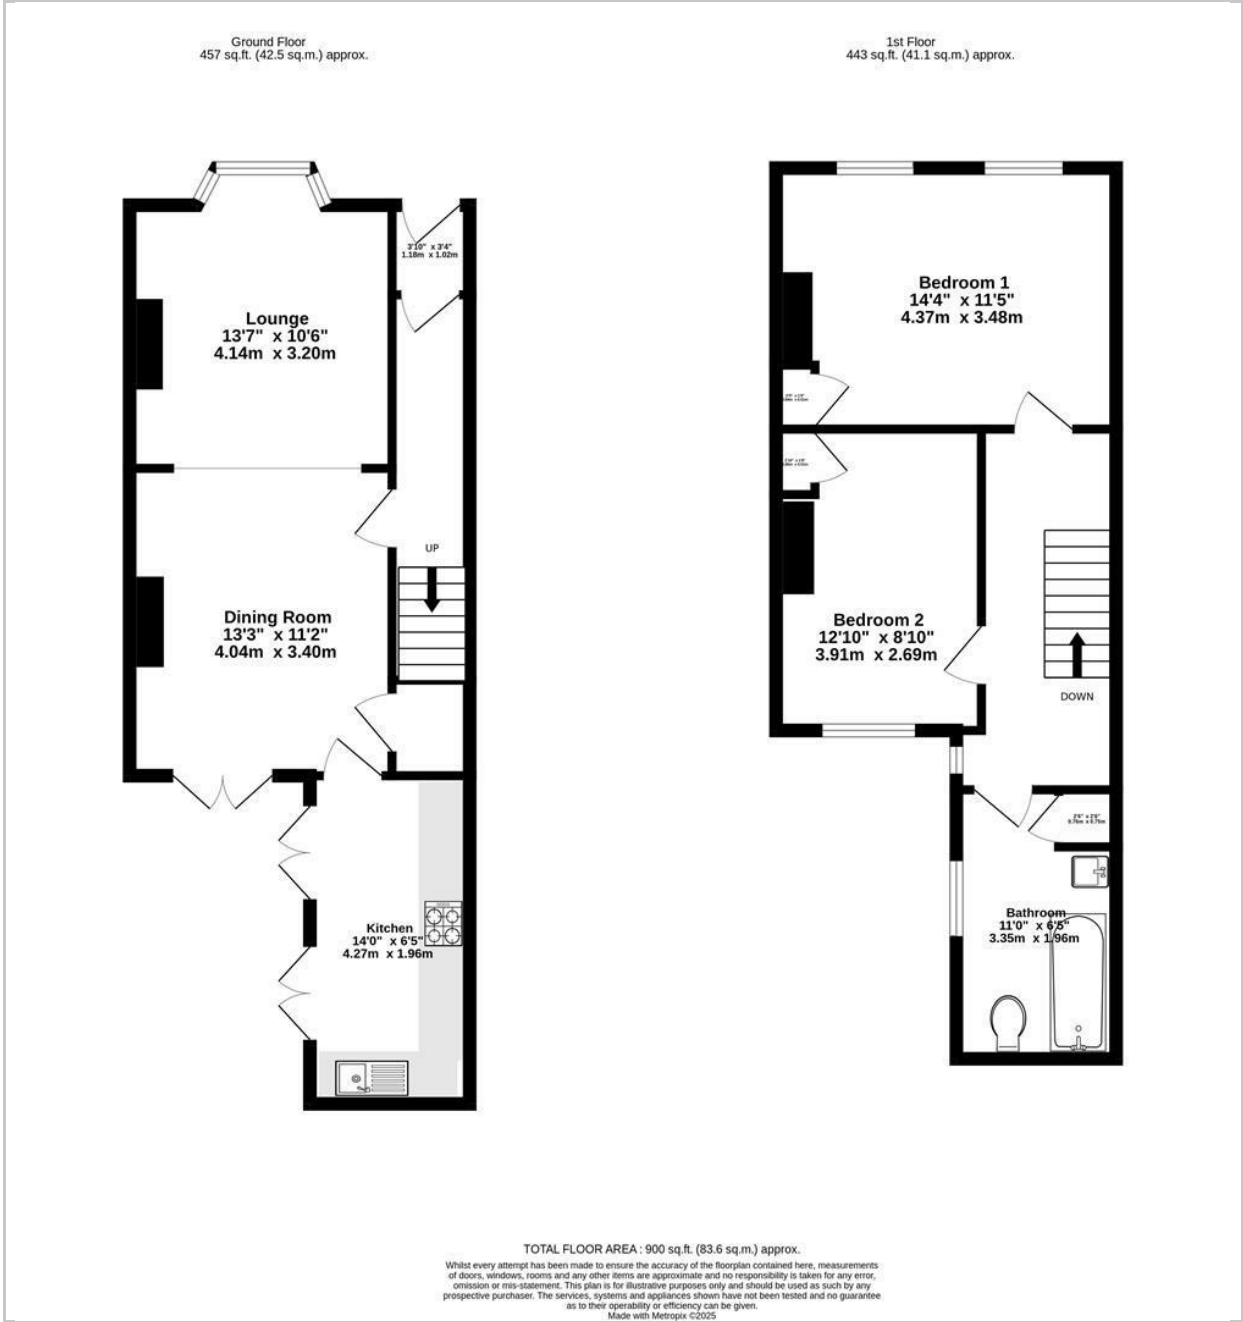 Ground Floor
457 sq.ft. (42.5 sq.m.) approx.
1st Floor
443 sq.ft. (41.1 sq.m.) approx.
3'10" x 3'4"
1.18m x 1.02m
Lounge
13'7" x 10'6"
4.14m x 3.20m
UP
Dining Room
13'3" x 11'2"
4.04m x 3.40m
Kitchen
14'0" x 6'5"
4.27m x 1.96m
Bedroom 1
14'4" x 11'5"
4.37m x 3.48m
Bedroom 2
12'10" x 8'10"
3.91m x 2.69m
DOWN
2'6" x 2'6"
0.76m x 0.75m
Bathroom
11'0" x 6'5"
3.35m x 1.96m
TOTAL FLOOR AREA : 900 sq.ft. (83.6 sq.m.) approx.
Whilst every attempt has been made to ensure the accuracy of the floorplan contained here, measurements
of doors, windows, rooms and any other items are approximate and no responsibility is taken for any error,
omission or mis-statement. This plan is for illustrative purposes only and should be used as such by any
prospective purchaser. The services, systems and appliances shown have not been tested and no guarantee
as to their operability or efficiency can be given.
Made with Metropix ©2025